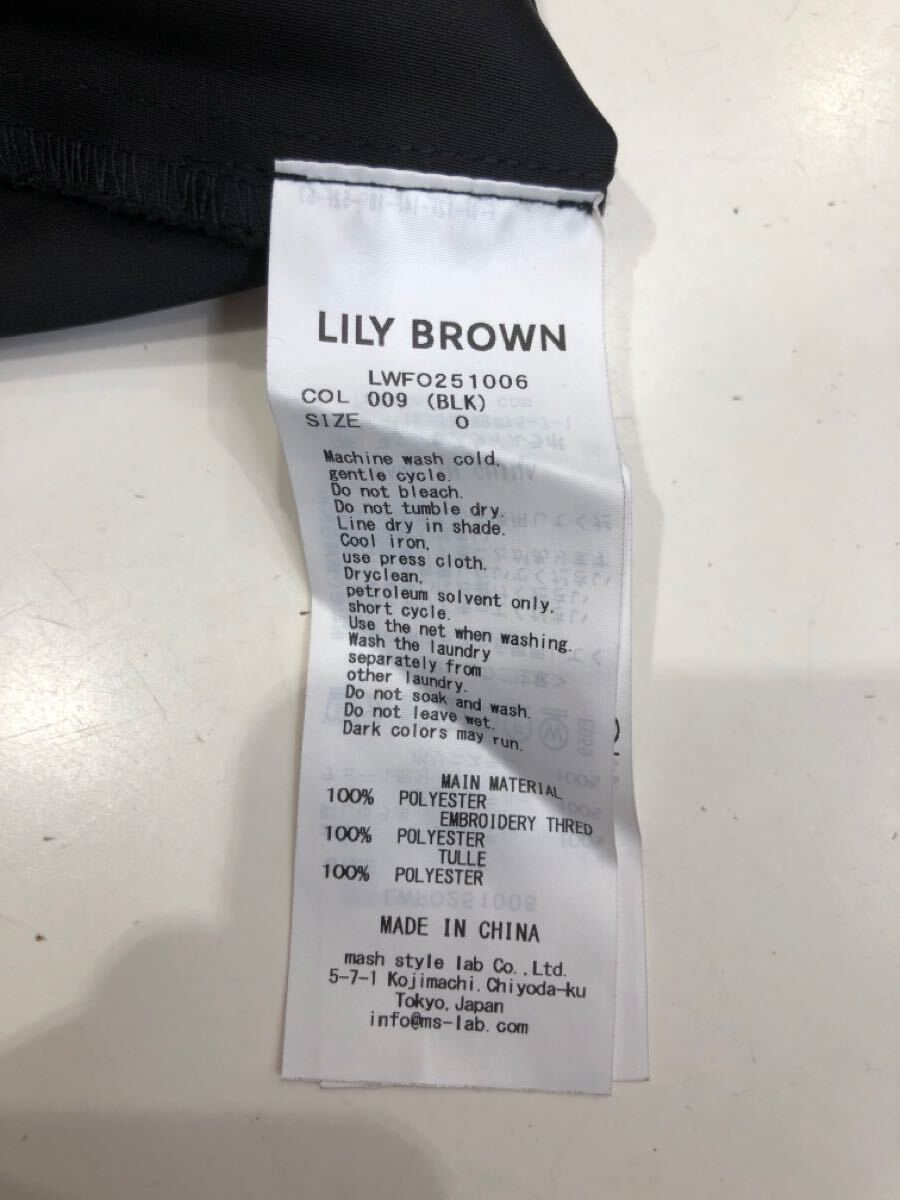 LILY BROWN
LWFO251006
COL 009 (BLK)
SIZE 0
Machine wash cold,
gentle cycle.
Do not bleach.
Do not tumble dry.
Line dry in shade.
Cool iron,
use press cloth.
Dryclean,
petroleum solvent only,
short cycle.
Use the net when washing.
Wash the laundry
separately from
other laundry.
Do not soak and wash.
Do not leave wet.
Dark colors may run.
MAIN MATERIAL
100% POLYESTER
EMBROIDERY THRED
100% POLYESTER
TULLE
100% POLYESTER
MADE IN CHINA
mash style lab Co.,Ltd.
5-7-1 Kojimachi.Chiyoda-ku
Tokyo,Japan
info@ms-lab.com